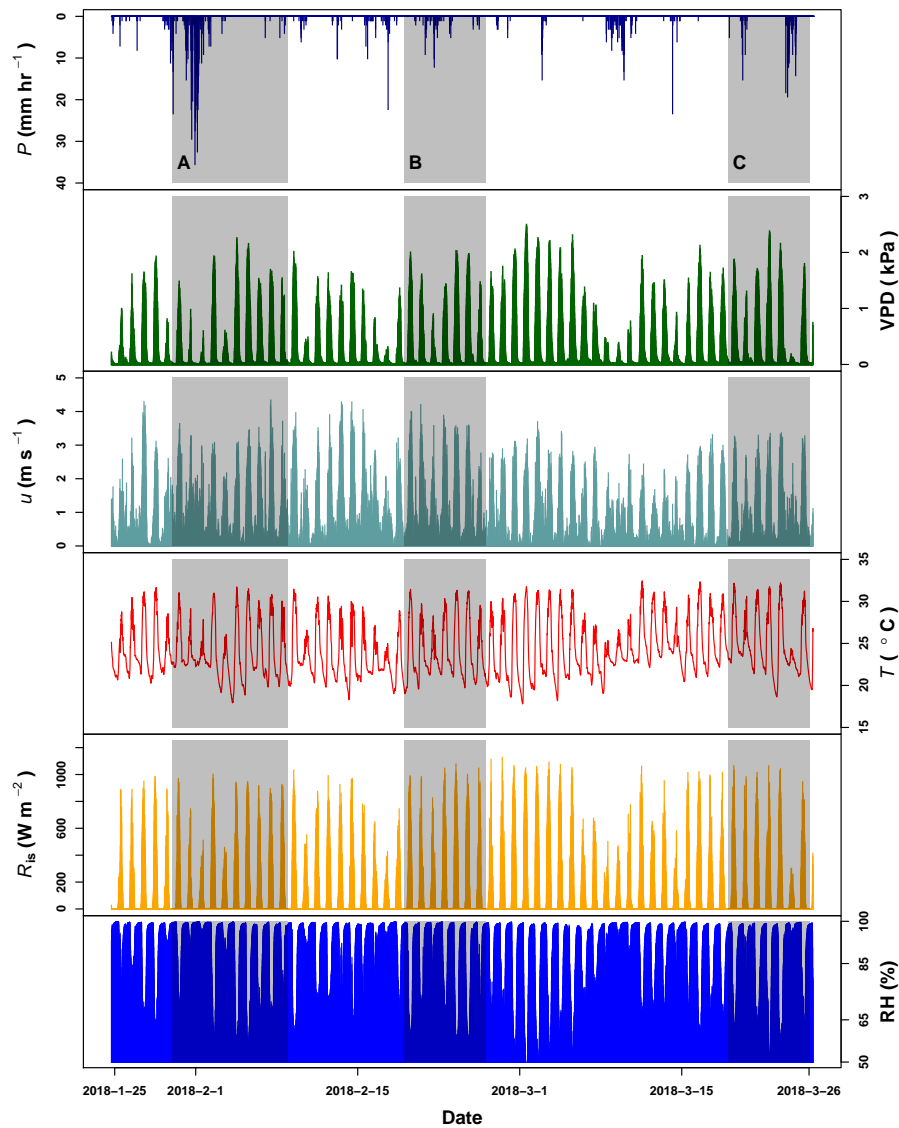 P (mm hr −1)
0
10
20
30
40
A
B
C
VPD ( kPa)
3
2
1
0
u (m s −1)
5
4
3
2
1
0
T ( ° C)
35
30
25
20
15
Ris (W m−2)
1000
600
200
0
RH (%)
100
85
65
50
2018–1–25 2018–2–1 2018–2–15 2018–3–1 2018–3–15 2018–3–26
Date